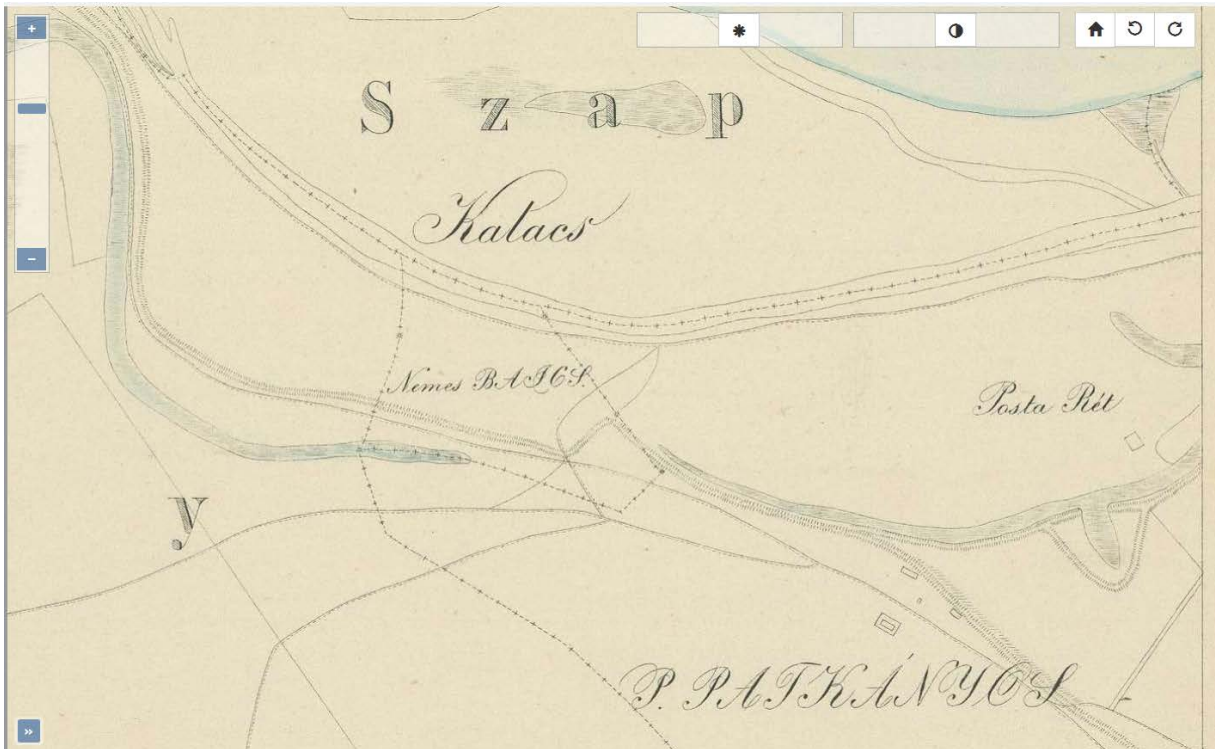 S z a p
Kalacs
Nemes BAICS.
Posta Rét
y
P. PATKÁNYOS